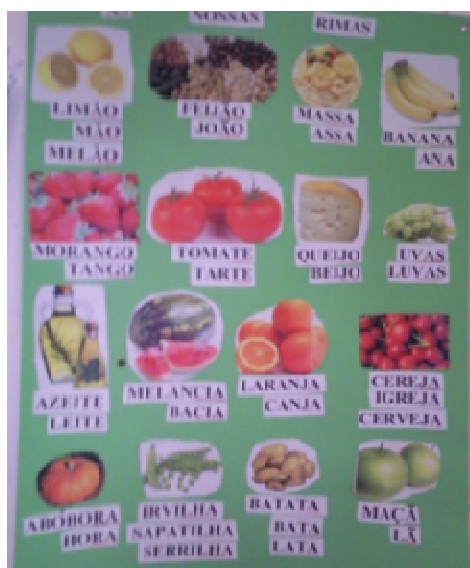 AS NOSSAS RIMAS
LIMÃO
MÃO
MELÃO
FEIJÃO
JOÃO
MASSA
ASSA
BANANA
ANA
MORANGO
TANGO
TOMATE
TARTE
QUEIJO
BEIJO
UVAS
LUVAS
AZEITE
LEITE
MELANCIA
BACIA
LARANJA
CANJA
CEREJA
IGREJA
CERVEJA
ABÓBORA
HORA
ERVILHA
SAPATILHA
SERRILHA
BATATA
BATA
LATA
MAÇÃ
LÃ